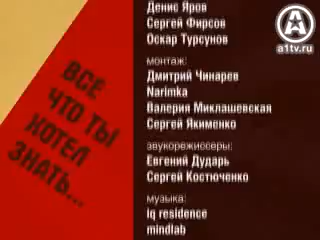 Денис Яров
Сергей Фирсов
Оскар Турсунов
монтаж:
Дмитрий Чинарев
Narimka
Валерия Миклашевская
Сергей Якименко
звукорежиссеры:
Евгений Дударь
Сергей Костюченко
музыка:
iq residence
mindlab
ВСЕ
ЧТО ТЫ
ХОТЕЛ
ЗНАТЬ...
a1tv.ru